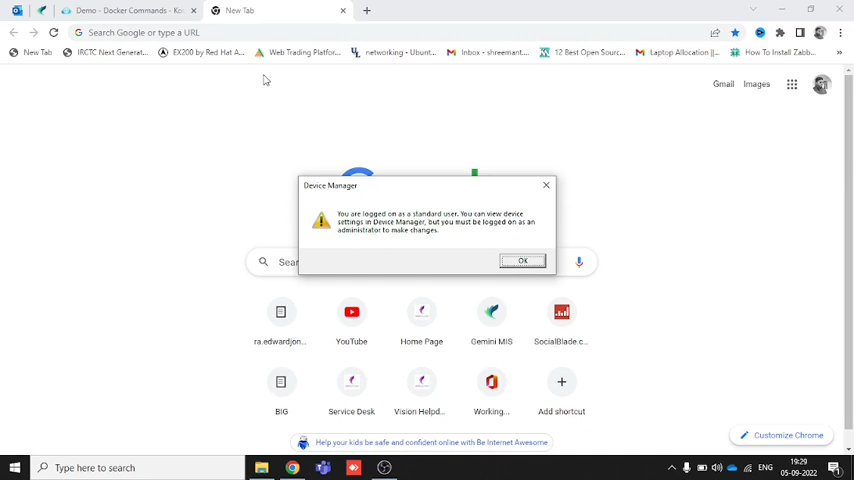 Demo - Docker Commands - Ko
New Tab
Search Google or type a URL
New Tab
IRCTC Next Generat...
EX200 by Red Hat A...
Web Trading Platfor...
networking - Ubunt...
Inbox - shreemant...
12 Best Open Sourc...
Laptop Allocation ||...
How To Install Zabb...
Gmail
Images
Device Manager
You are logged on as a standard user. You can view device
settings in Device Manager, but you must be logged on as an
administrator to make changes.
OK
Sear
ra.edwardjon...
YouTube
Home Page
Gemini MIS
SocialBlade.c...
BIG
Service Desk
Vision Helpd...
Working...
Add shortcut
Help your kids be safe and confident online with Be Internet Awesome
Customize Chrome
Type here to search
ENG
19:29
05-09-2022